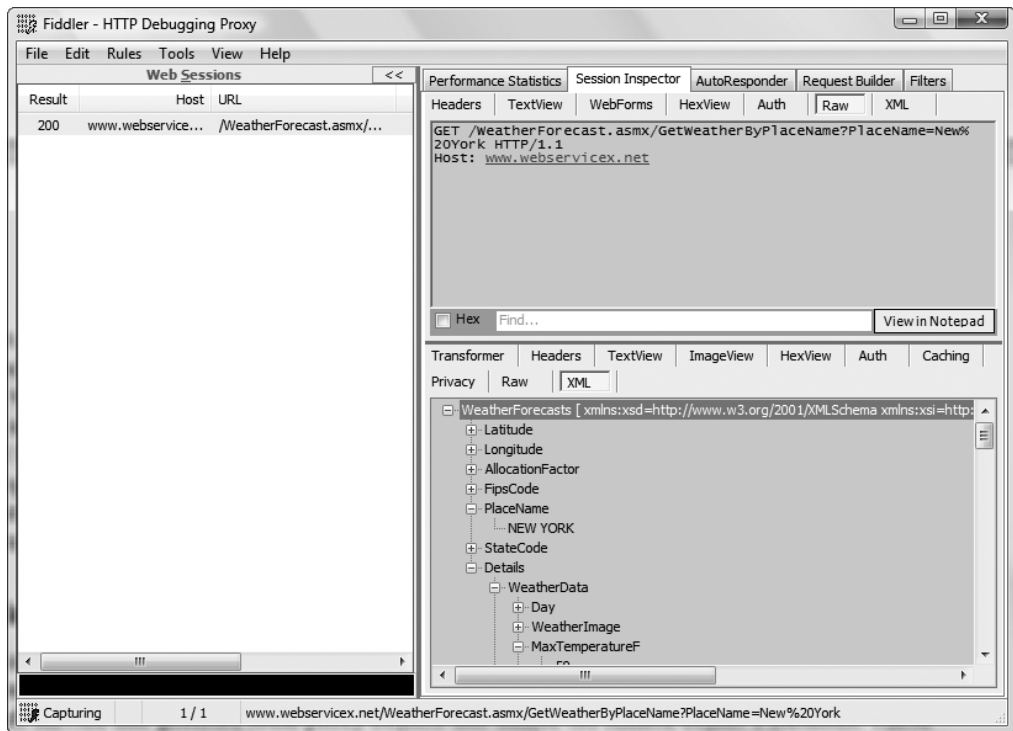 Fiddler - HTTP Debugging Proxy
File Edit Rules Tools View Help
Web Sessions <<
Result Host URL
200 www.webservice... /WeatherForecast.asmx/...
Performance Statistics Session Inspector AutoResponder Request Builder Filters
Headers TextView WebForms HexView Auth Raw XML
GET /WeatherForecast.asmx/GetWeatherByPlaceName?PlaceName=New%
20York HTTP/1.1
Host: www.webservicex.net
Hex Find... View in Notepad
Transformer Headers TextView ImageView HexView Auth Caching
Privacy Raw XML
WeatherForecasts [ xmlns:xsd=http://www.w3.org/2001/XMLSchema xmlns:xsi=http:
Latitude
Longitude
AllocationFactor
FipsCode
PlaceName
NEW YORK
StateCode
Details
WeatherData
Day
WeatherImage
MaxTemperatureF
Capturing 1 / 1 www.webservicex.net/WeatherForecast.asmx/GetWeatherByPlaceName?PlaceName=New%20York